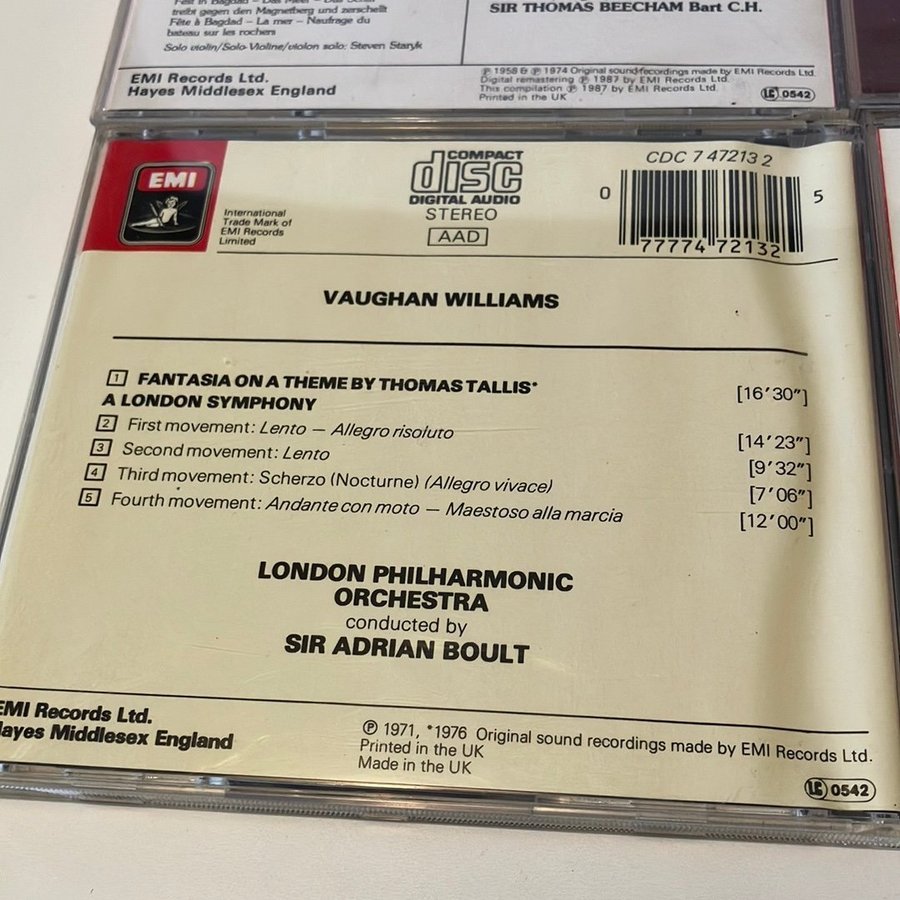 treibt gegen den Magnetberg und zerschellt
Fête à Bagdad – La mer – Naufrage du
bateau sur les rochers
Solo violin/Solo-Violine/violon solo: Steven Staryk
SIR THOMAS BEECHAM Bart C.H.
EMI Records Ltd.
Hayes Middlesex England
℗ 1958 & ℗ 1974 Original sound recordings made by EMI Records Ltd.
Digital remastering ℗ 1987 by EMI Records Ltd.
This compilation ℗ 1987 by EMI Records Ltd.
Printed in the UK
LC 0542
EMI
International
Trade Mark of
EMI Records
Limited
COMPACT
disc
DIGITAL AUDIO
STEREO
AAD
CDC 7 47213 2
0 77774 72132 5
VAUGHAN WILLIAMS
1 FANTASIA ON A THEME BY THOMAS TALLIS* [16'30"]
A LONDON SYMPHONY
2 First movement: Lento — Allegro risoluto [14'23"]
3 Second movement: Lento [9'32"]
4 Third movement: Scherzo (Nocturne) (Allegro vivace) [7'06"]
5 Fourth movement: Andante con moto — Maestoso alla marcia [12'00"]
LONDON PHILHARMONIC
ORCHESTRA
conducted by
SIR ADRIAN BOULT
EMI Records Ltd.
Hayes Middlesex England
℗ 1971, *1976 Original sound recordings made by EMI Records Ltd.
Printed in the UK
Made in the UK
LC 0542